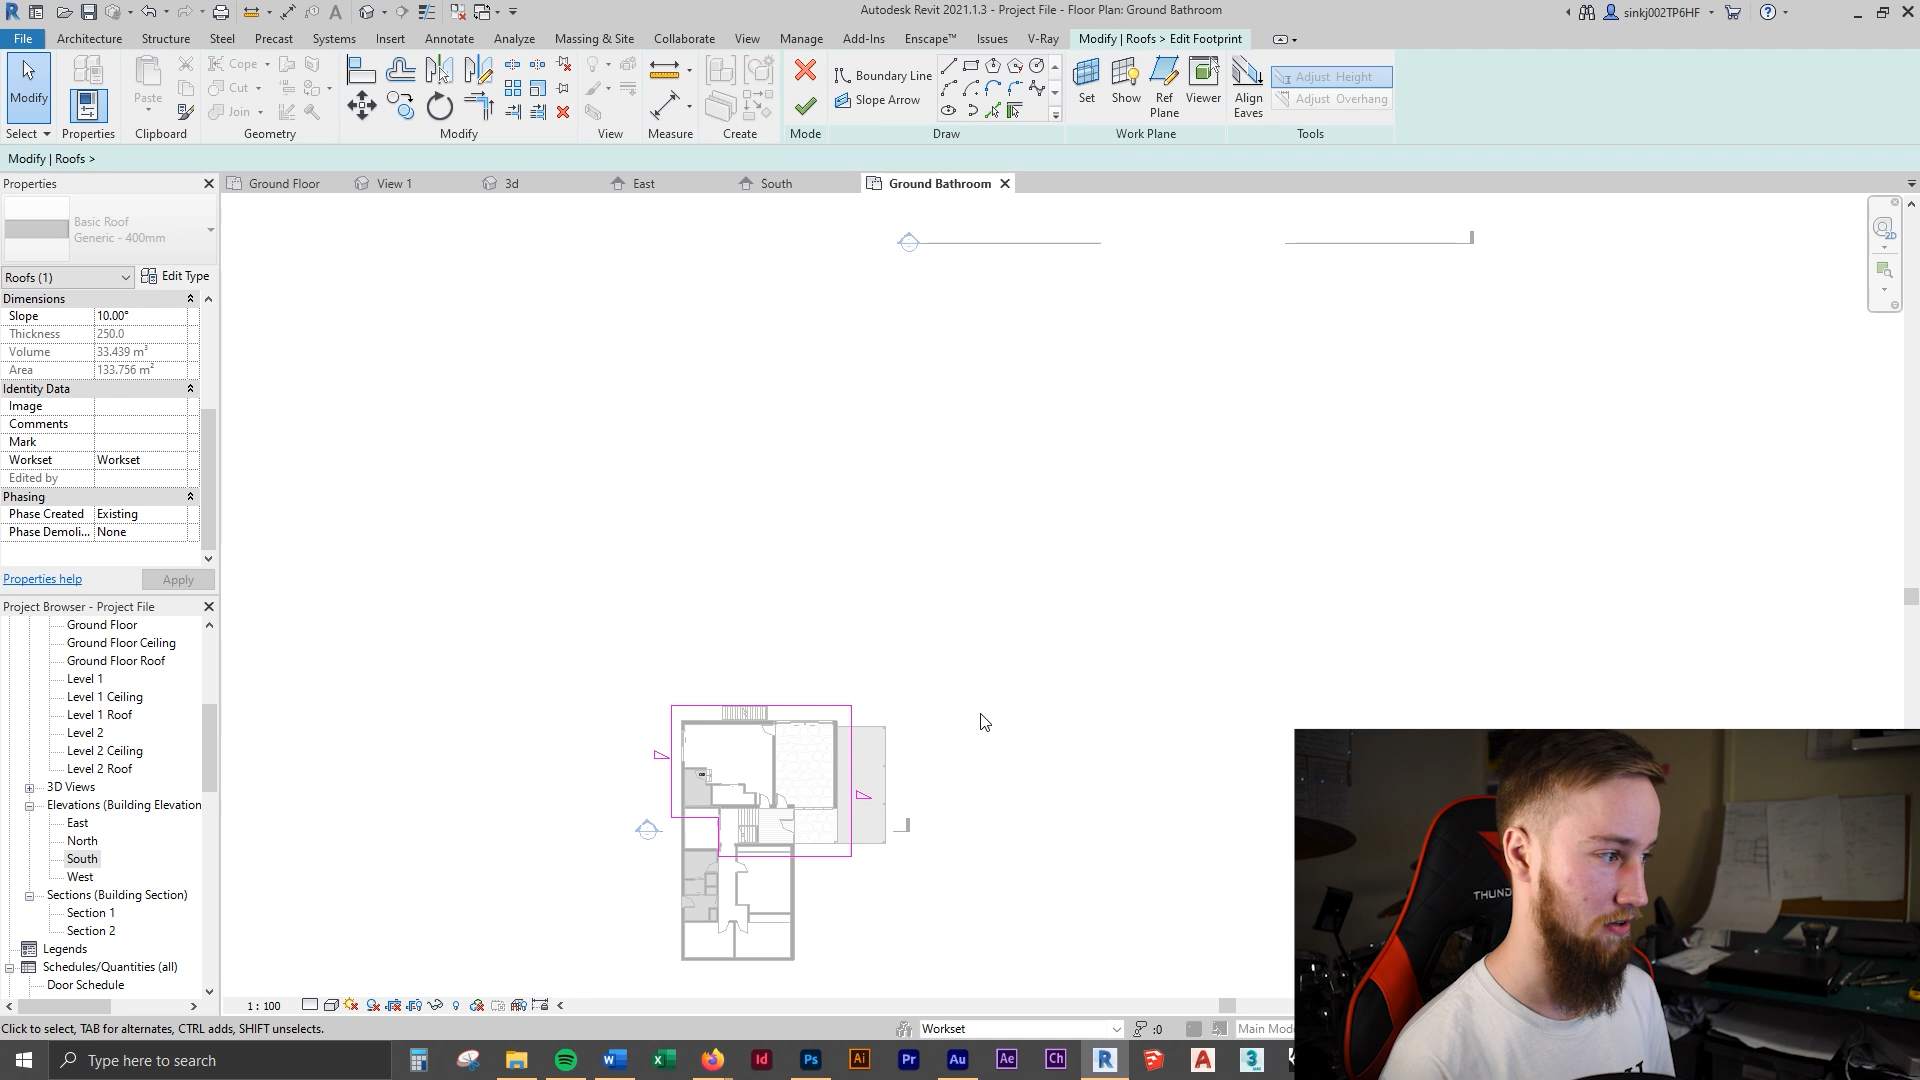 Autodesk Revit 2021.1.3 - Project File - Floor Plan: Ground Bathroom
sinkj002TP6HF
File Architecture Structure Steel Precast Systems Insert Annotate Analyze Massing & Site Collaborate View Manage Add-Ins Enscape™ Issues V-Ray Modify | Roofs > Edit Footprint
Modify
Paste
Cope
Cut
Join
Boundary Line
Slope Arrow
Set
Show
Ref Plane
Viewer
Align Eaves
Adjust Height
Adjust Overhang
Select Properties Clipboard Geometry Modify View Measure Create Mode Draw Work Plane Tools
Modify | Roofs >
Properties
Ground Floor View 1 3d East South Ground Bathroom
Basic Roof
Generic - 400mm
Roofs (1) Edit Type
Dimensions
Slope 10.00°
Thickness 250.0
Volume 33.439 m³
Area 133.756 m²
Identity Data
Image
Comments
Mark
Workset Workset
Edited by
Phasing
Phase Created Existing
Phase Demoli... None
Properties help Apply
Project Browser - Project File
Ground Floor
Ground Floor Ceiling
Ground Floor Roof
Level 1
Level 1 Ceiling
Level 1 Roof
Level 2
Level 2 Ceiling
Level 2 Roof
3D Views
Elevations (Building Elevation
East
North
South
West
Sections (Building Section)
Section 1
Section 2
Legends
Schedules/Quantities (all)
Door Schedule
1 : 100
Click to select, TAB for alternates, CTRL adds, SHIFT unselects.
Workset
:0
Main Mod
THUND
Type here to search